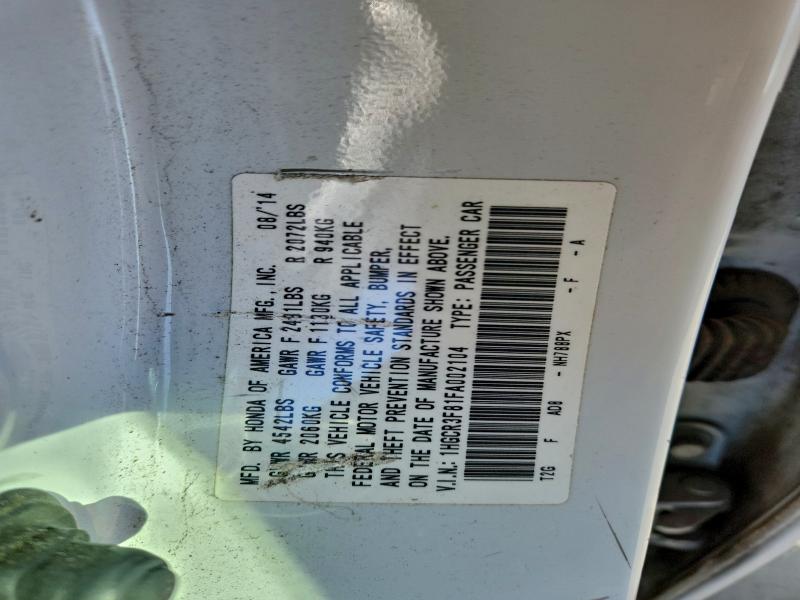 MFD. BY HONDA OF AMERICA MFG., INC. 08/'14
GVWR 4542LBS GAWR F 2491LBS R 2072LBS
GVWR 2060KG GAWR F 1130KG R 940KG
THIS VEHICLE CONFORMS TO ALL APPLICABLE
FEDERAL MOTOR VEHICLE SAFETY, BUMPER,
AND THEFT PREVENTION STANDARDS IN EFFECT
ON THE DATE OF MANUFACTURE SHOWN ABOVE.
V.I.N.: 1HGCR3F81FA002104 TYPE: PASSENGER CAR
T2G F AD8 - NH788PX - F - A